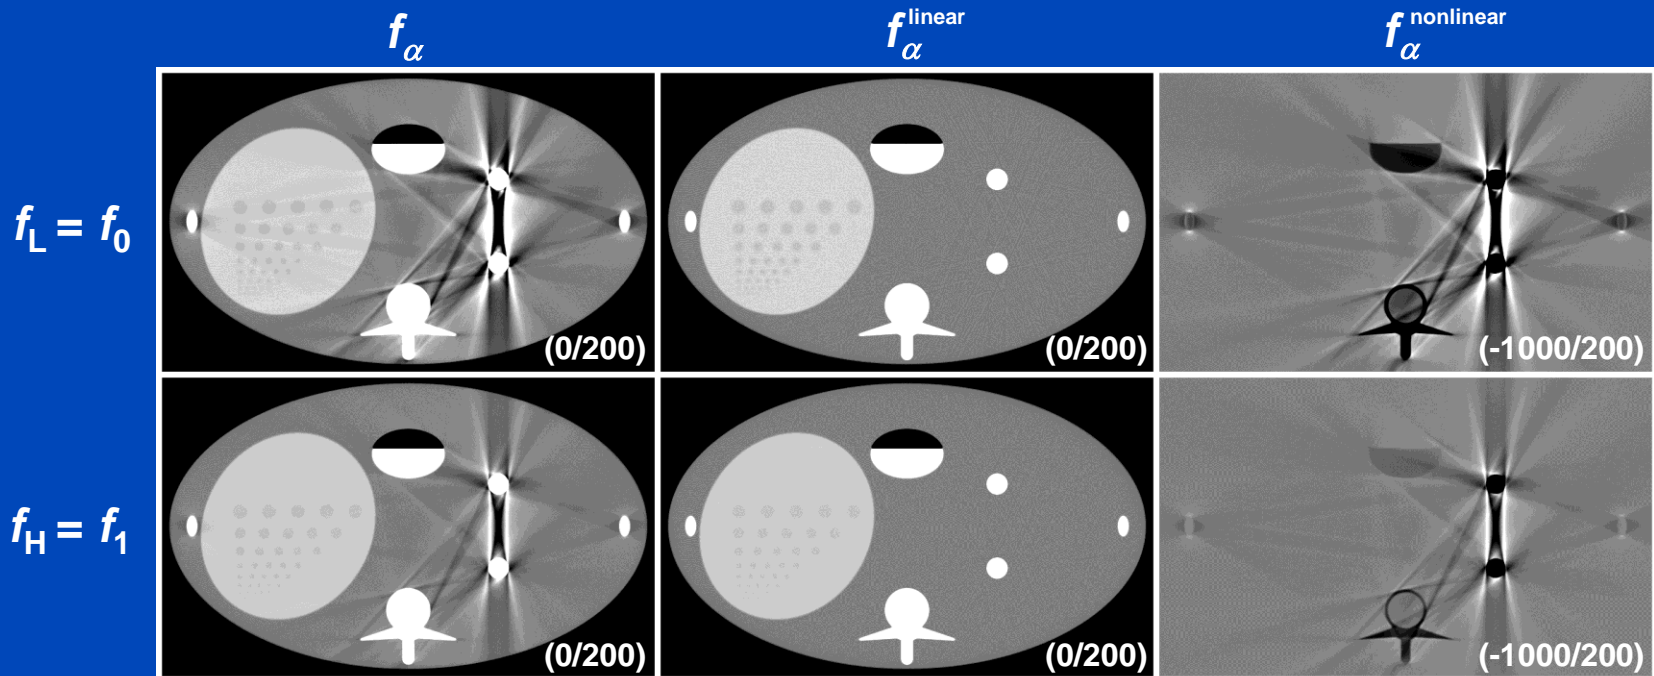 fα fα linear fα nonlinear
fL = f0
(0/200) (0/200) (-1000/200)
fH = f1
(0/200) (0/200) (-1000/200)